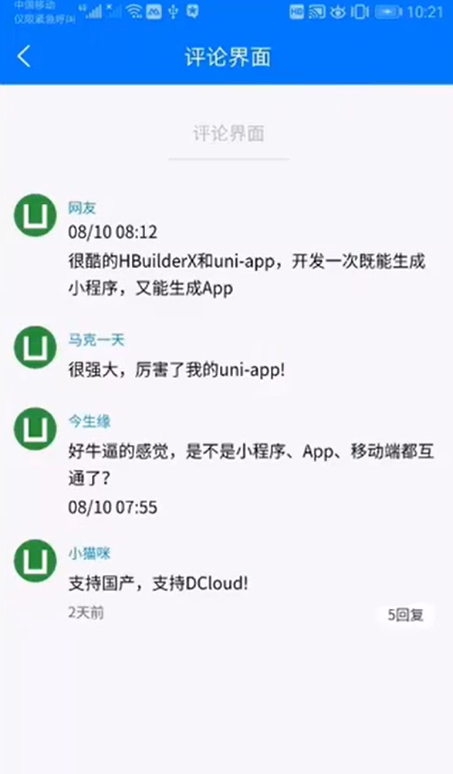 中国移动
仅限紧急呼叫
10:21
评论界面
评论界面
网友
08/10 08:12
很酷的HBuilderX和uni-app，开发一次既能生成
小程序，又能生成App
马克一天
很强大，厉害了我的uni-app!
今生缘
好牛逼的感觉，是不是小程序、App、移动端都互
通了？
08/10 07:55
小猫咪
支持国产，支持DCloud!
2天前
5回复